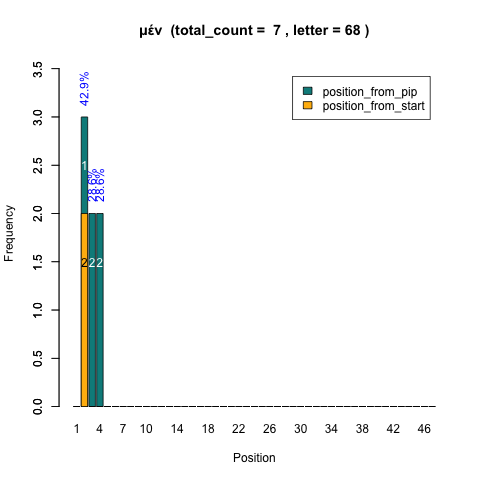 μέν (total_count = 7 , letter = 68 )
position_from_pip
position_from_start
Frequency
3.5
3.0
2.5
2.0
1.5
1.0
0.5
0.0
42.9%
28.6%
28.6%
1
2
2
2
1 4 7 10 14 18 22 26 30 34 38 42 46
Position